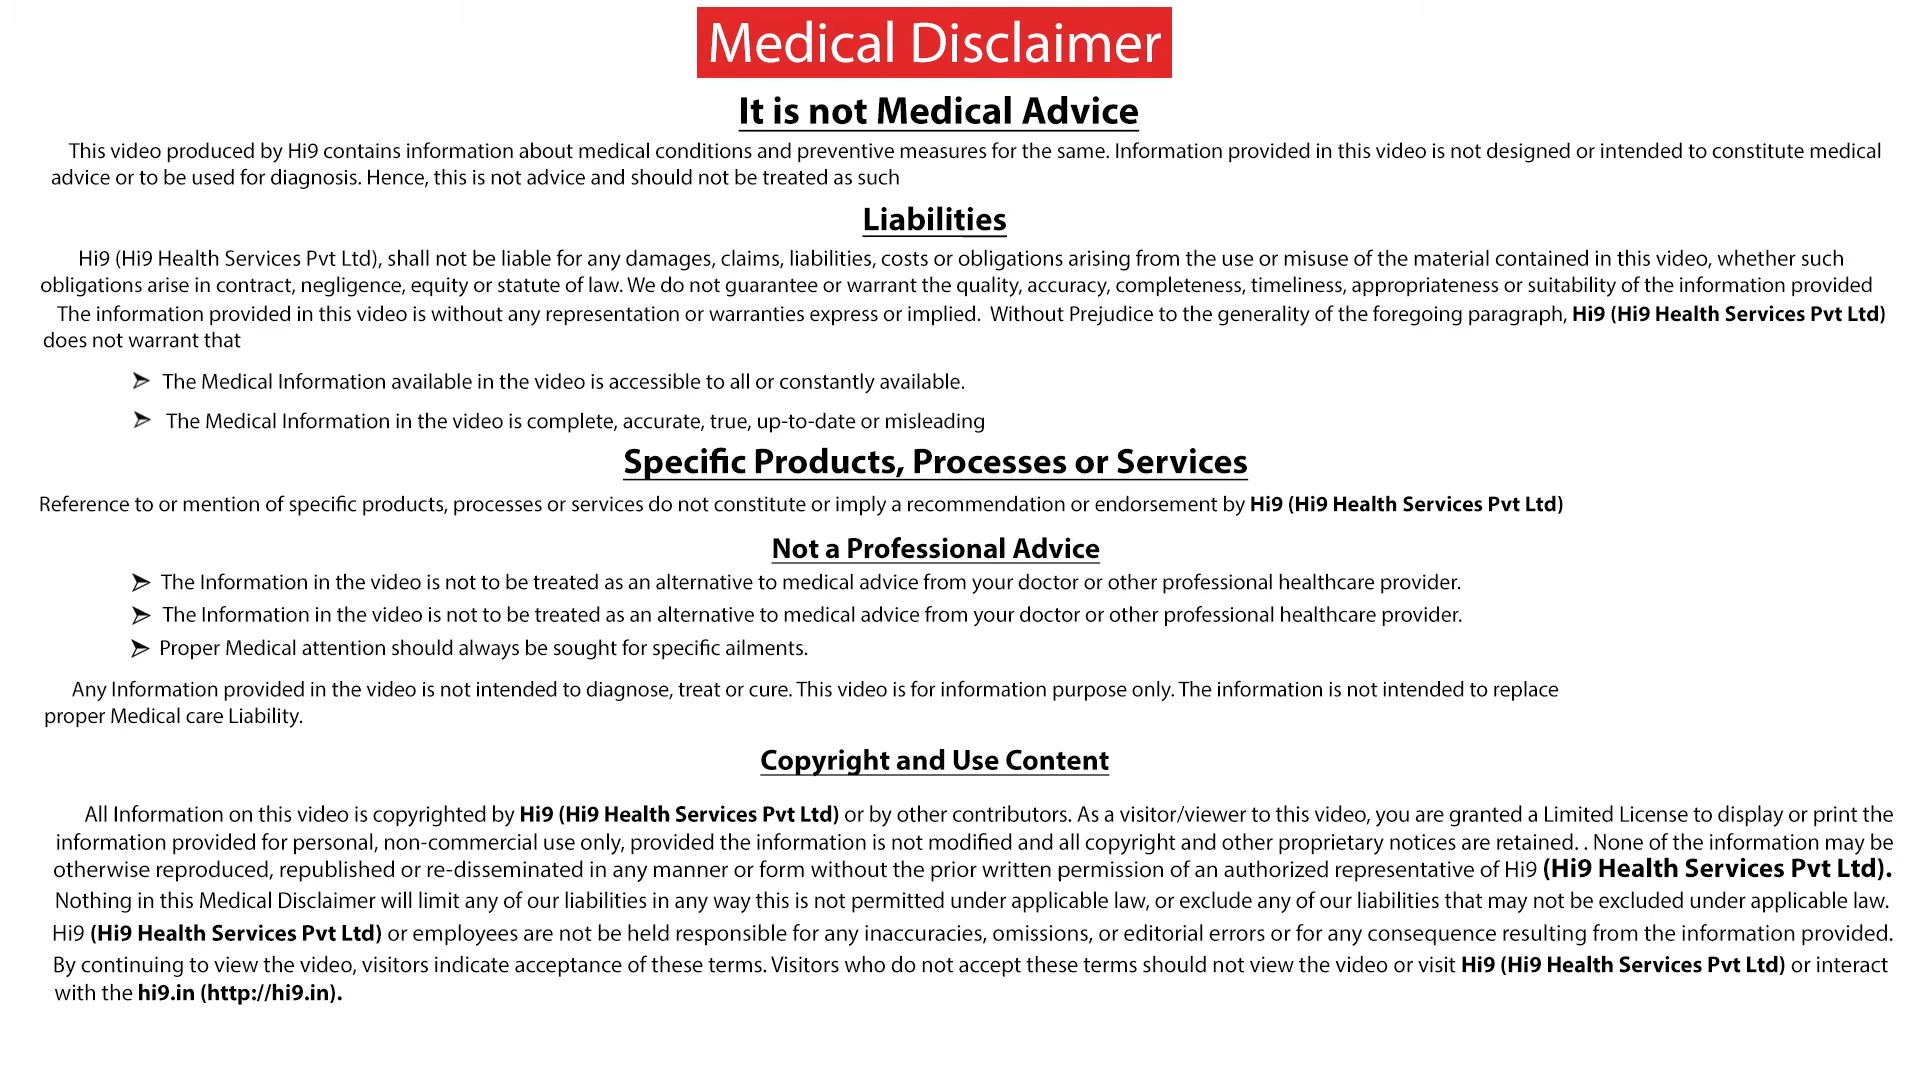 Medical Disclaimer
It is not Medical Advice
This video produced by Hi9 contains information about medical conditions and preventive measures for the same. Information provided in this video is not designed or intended to constitute medical
advice or to be used for diagnosis. Hence, this is not advice and should not be treated as such
Liabilities
Hi9 (Hi9 Health Services Pvt Ltd), shall not be liable for any damages, claims, liabilities, costs or obligations arising from the use or misuse of the material contained in this video, whether such
obligations arise in contract, negligence, equity or statute of law. We do not guarantee or warrant the quality, accuracy, completeness, timeliness, appropriateness or suitability of the information provided
The information provided in this video is without any representation or warranties express or implied. Without Prejudice to the generality of the foregoing paragraph, Hi9 (Hi9 Health Services Pvt Ltd)
does not warrant that
➢ The Medical Information available in the video is accessible to all or constantly available.
➢ The Medical Information in the video is complete, accurate, true, up-to-date or misleading
Specific Products, Processes or Services
Reference to or mention of specific products, processes or services do not constitute or imply a recommendation or endorsement by Hi9 (Hi9 Health Services Pvt Ltd)
Not a Professional Advice
➢ The Information in the video is not to be treated as an alternative to medical advice from your doctor or other professional healthcare provider.
➢ The Information in the video is not to be treated as an alternative to medical advice from your doctor or other professional healthcare provider.
➢ Proper Medical attention should always be sought for specific ailments.
Any Information provided in the video is not intended to diagnose, treat or cure. This video is for information purpose only. The information is not intended to replace
proper Medical care Liability.
Copyright and Use Content
All Information on this video is copyrighted by Hi9 (Hi9 Health Services Pvt Ltd) or by other contributors. As a visitor/viewer to this video, you are granted a Limited License to display or print the
information provided for personal, non-commercial use only, provided the information is not modified and all copyright and other proprietary notices are retained. . None of the information may be
otherwise reproduced, republished or re-disseminated in any manner or form without the prior written permission of an authorized representative of Hi9 (Hi9 Health Services Pvt Ltd).
Nothing in this Medical Disclaimer will limit any of our liabilities in any way this is not permitted under applicable law, or exclude any of our liabilities that may not be excluded under applicable law.
Hi9 (Hi9 Health Services Pvt Ltd) or employees are not be held responsible for any inaccuracies, omissions, or editorial errors or for any consequence resulting from the information provided.
By continuing to view the video, visitors indicate acceptance of these terms. Visitors who do not accept these terms should not view the video or visit Hi9 (Hi9 Health Services Pvt Ltd) or interact
with the hi9.in (http://hi9.in).